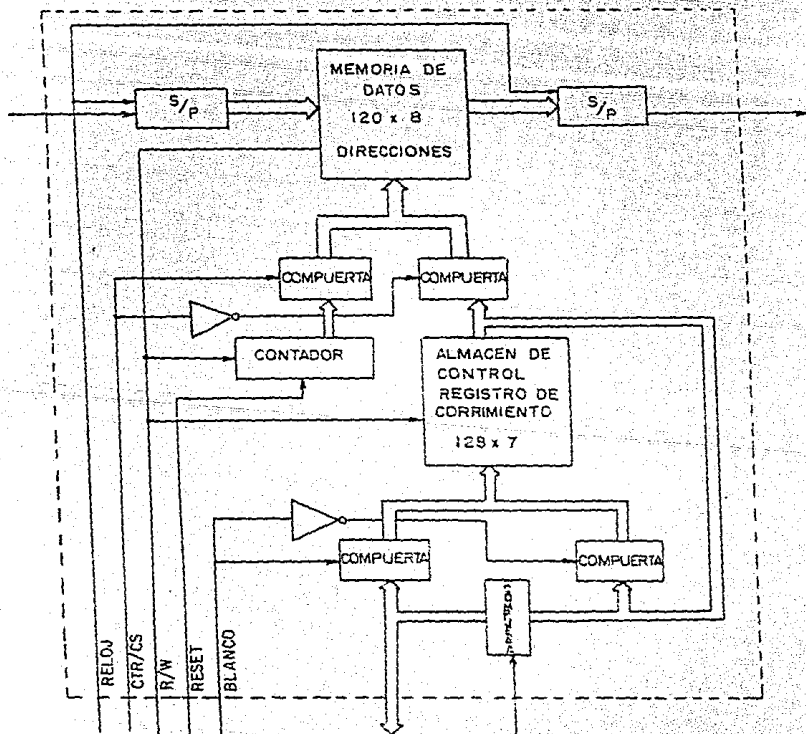 S/P
MEMORIA DE
DATOS
120 x 8
DIRECCIONES
S/P
COMPUERTA
COMPUERTA
CONTADOR
ALMACÉN DE
CONTROL
REGISTRO DE
CORRIMIENTO
128 x 7
COMPUERTA
COMPUERTA
RELOJ
CTR/CS
R/W
RESET
BLANCO